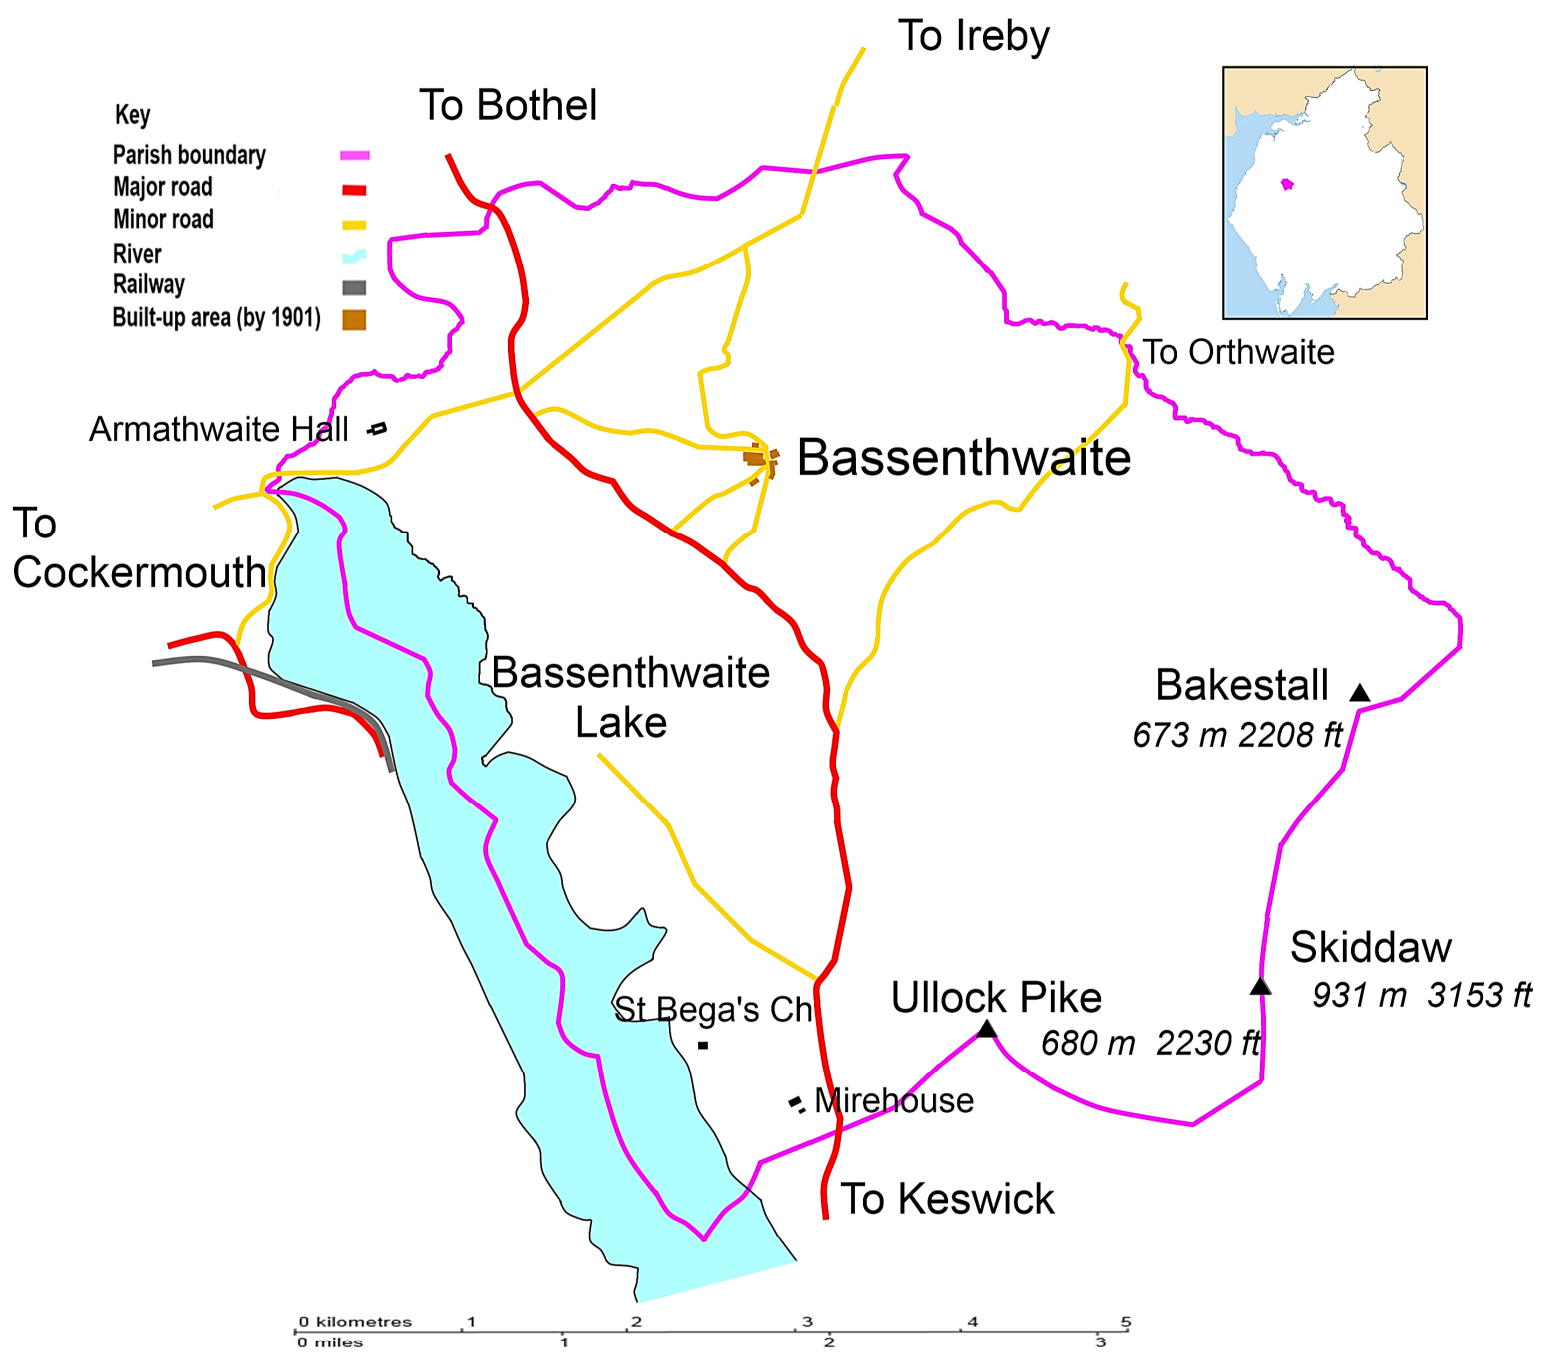 To Ireby
To Bothel
Key
Parish boundary
Major road
Minor road
River
Railway
Built-up area (by 1901)
To Orthwaite
Armathwaite Hall
Bassenthwaite
To
Cockermouth
Bassenthwaite
Lake
Bakestall
673 m 2208 ft
Skiddaw
931 m 3153 ft
Ullock Pike
680 m 2230 ft
St Bega's Ch
Mirehouse
To Keswick
0 kilometres 1 2 3 4 5
0 miles 1 2 3